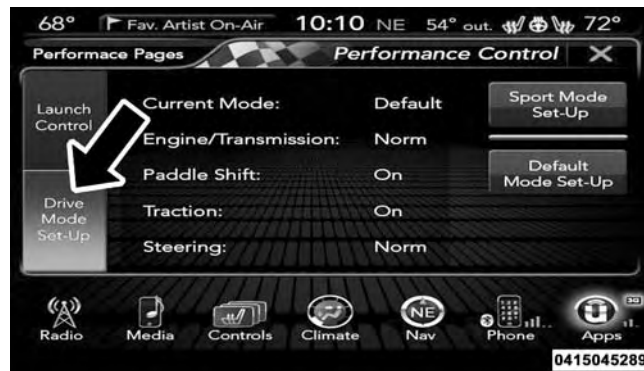 68° Fav. Artist On-Air 10:10 NE 54° out. 72°
Performace Pages Performance Control X
Launch
Control
Drive
Mode
Set-Up
Current Mode: Default
Engine/Transmission: Norm
Paddle Shift: On
Traction: On
Steering: Norm
Sport Mode
Set-Up
Default
Mode Set-Up
NE 3G
Radio Media Controls Climate Nav Phone Apps
0415045289